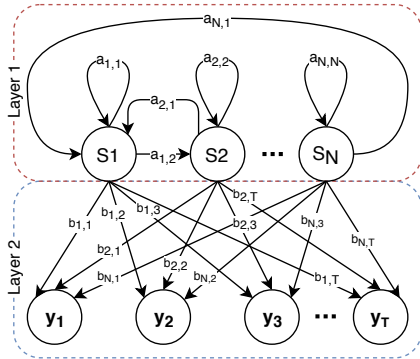 a_{N,1}
a_{1,1} a_{2,2} a_{N,N}
a_{2,1}
Layer 1
S1 a_{1,2} S2 ... S_N
b_{1,1} b_{1,2} b_{1,3} b_{2,T}
b_{2,1} b_{2,3} b_{N,3}
b_{N,1} b_{2,2} b_{N,2} b_{1,T} b_{N,T}
Layer 2
y_1 y_2 y_3 ... y_T